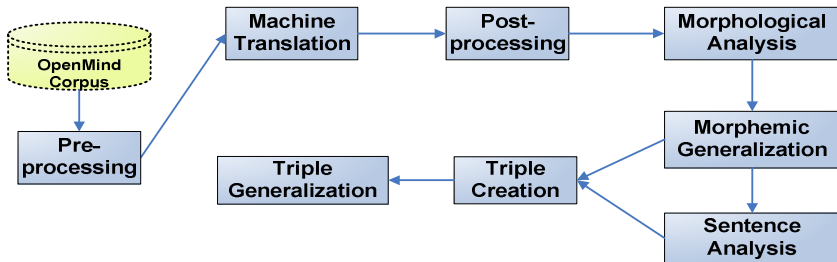 OpenMind
Corpus
Pre-
processing
Machine
Translation
Post-
processing
Morphological
Analysis
Morphemic
Generalization
Sentence
Analysis
Triple
Creation
Triple
Generalization